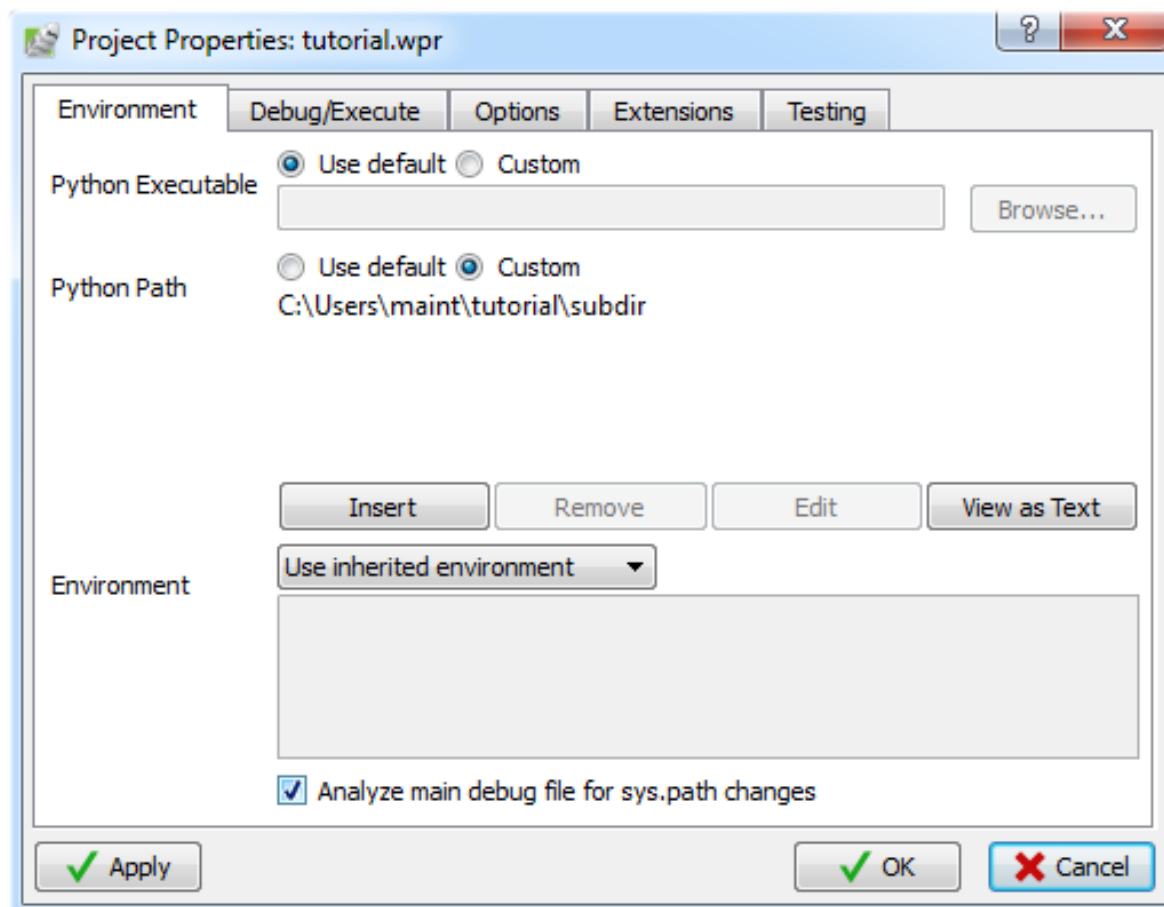 Project Properties: tutorial.wpr
?
X
Environment Debug/Execute Options Extensions Testing
Python Executable
Use default Custom
Browse...
Python Path
Use default Custom
C:\Users\maint\tutorial\subdir
Insert Remove Edit View as Text
Environment
Use inherited environment
Analyze main debug file for sys.path changes
Apply OK Cancel